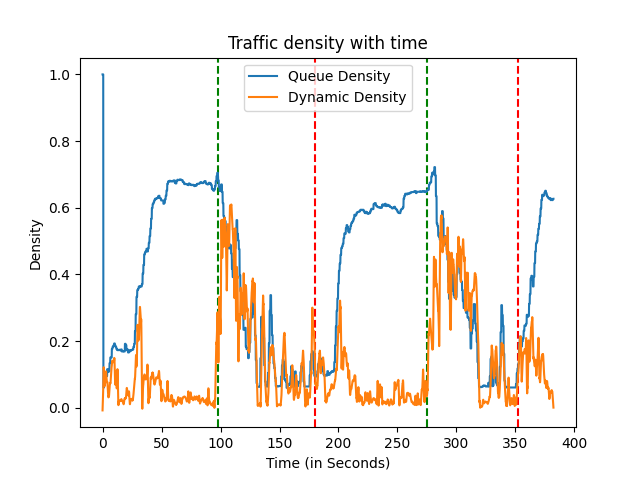 Traffic density with time
Queue Density
Dynamic Density
1.0
0.8
0.6
0.4
0.2
0.0
Density
0 50 100 150 200 250 300 350 400
Time (in Seconds)